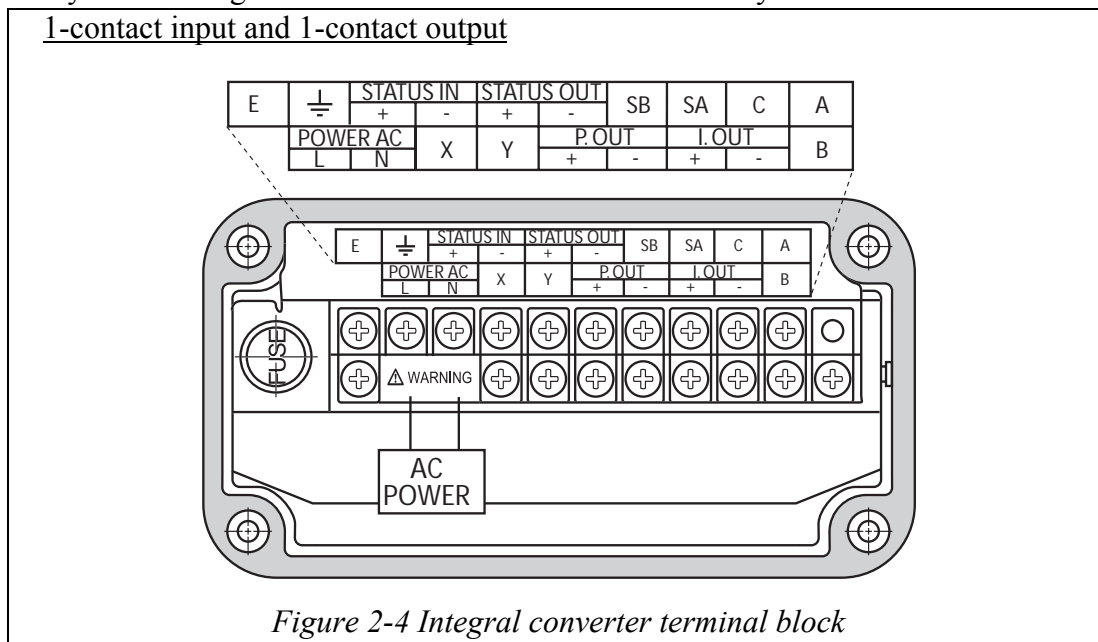 1-contact input and 1-contact output
E ⏚ STATUS IN STATUS OUT SB SA C A
+ - + -
POWER AC X Y P. OUT I. OUT B
L N + - + -
E ⏚ STATUS IN STATUS OUT SB SA C A
+ - + -
POWER AC X Y P. OUT I. OUT B
L N + - + -
FUSE
⚠ WARNING
AC
POWER
Figure 2-4 Integral converter terminal block